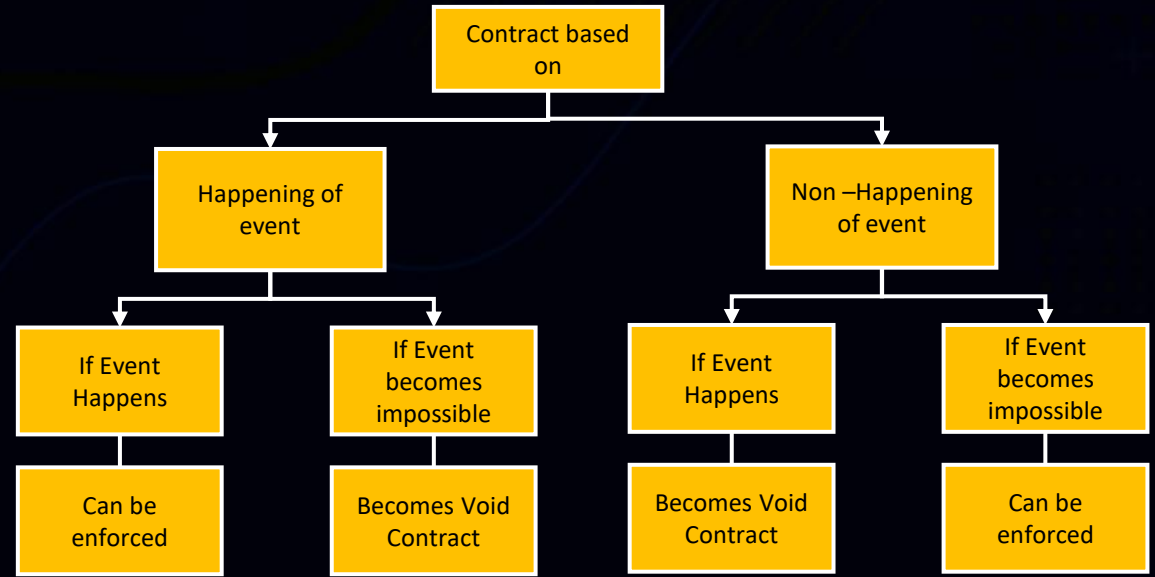 Contract based
on
Happening of
event
Non –Happening
of event
If Event
Happens
If Event
becomes
impossible
If Event
Happens
If Event
becomes
impossible
Can be
enforced
Becomes Void
Contract
Becomes Void
Contract
Can be
enforced